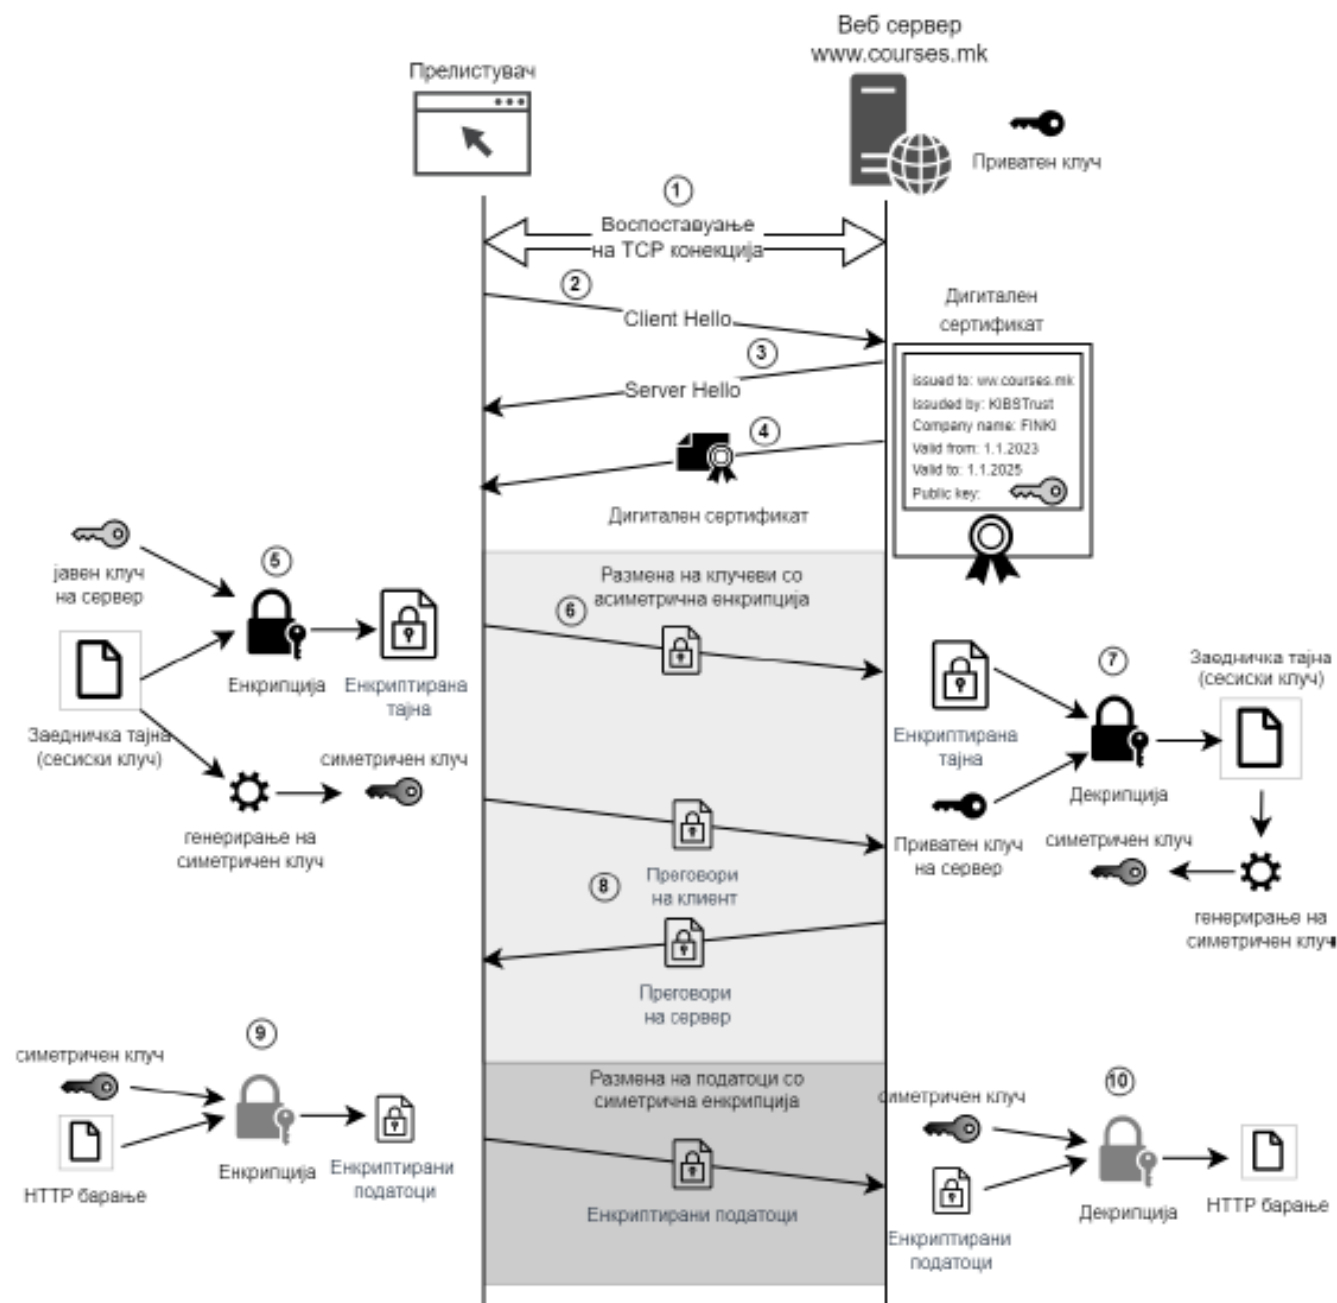 Веб сервер
www.courses.mk
Прелистувач
Приватен клуч
1
Воспоставуање
на TCP конекција
2
Client Hello
Дигитален
сертификат
3
Server Hello
issued to: ww.courses.mk
Issuded by: KIBSTrust
Company name: FINKI
Valid from: 1.1.2023
Valid to: 1.1.2025
Public key:
4
Дигитален сертификат
јавен клуч
на сервер
5
Енкрипција
Енкриптирана
тајна
Заедничка тајна
(сесиски клуч)
симетричен клуч
генерирање на
симетричен клуч
Размена на клучеви со
асиметрична енкрипција
6
Енкриптирана
тајна
7
Заедничка тајна
(сесиски клуч)
Декрипција
Приватен клуч
на сервер
симетричен клуч
генерирање на
симетричен клуч
8
Преговори
на клиент
Преговори
на сервер
9
симетричен клуч
HTTP барање
Енкрипција
Енкриптирани
податоци
Размена на податоци со
симетрична енкрипција
Енкриптирани податоци
10
симетричен клуч
Енкриптирани
податоци
Декрипција
HTTP барање